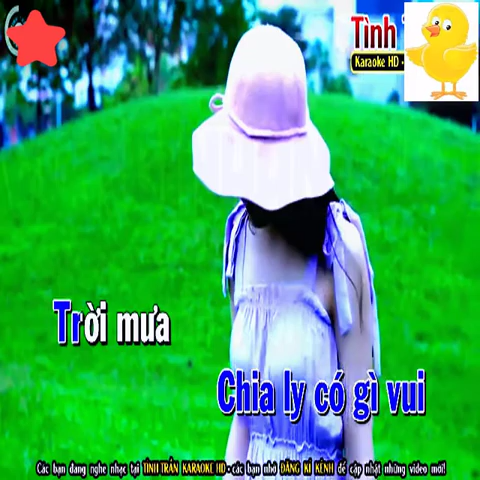 Tình
Karaoke HD -
Trời mưa
Chia ly có gì vui
Các bạn đang nghe nhạc tại TÌNH TRẦN KARAOKE HD - các bạn nhớ ĐĂNG KÍ KÊNH để cập nhật những video mới!